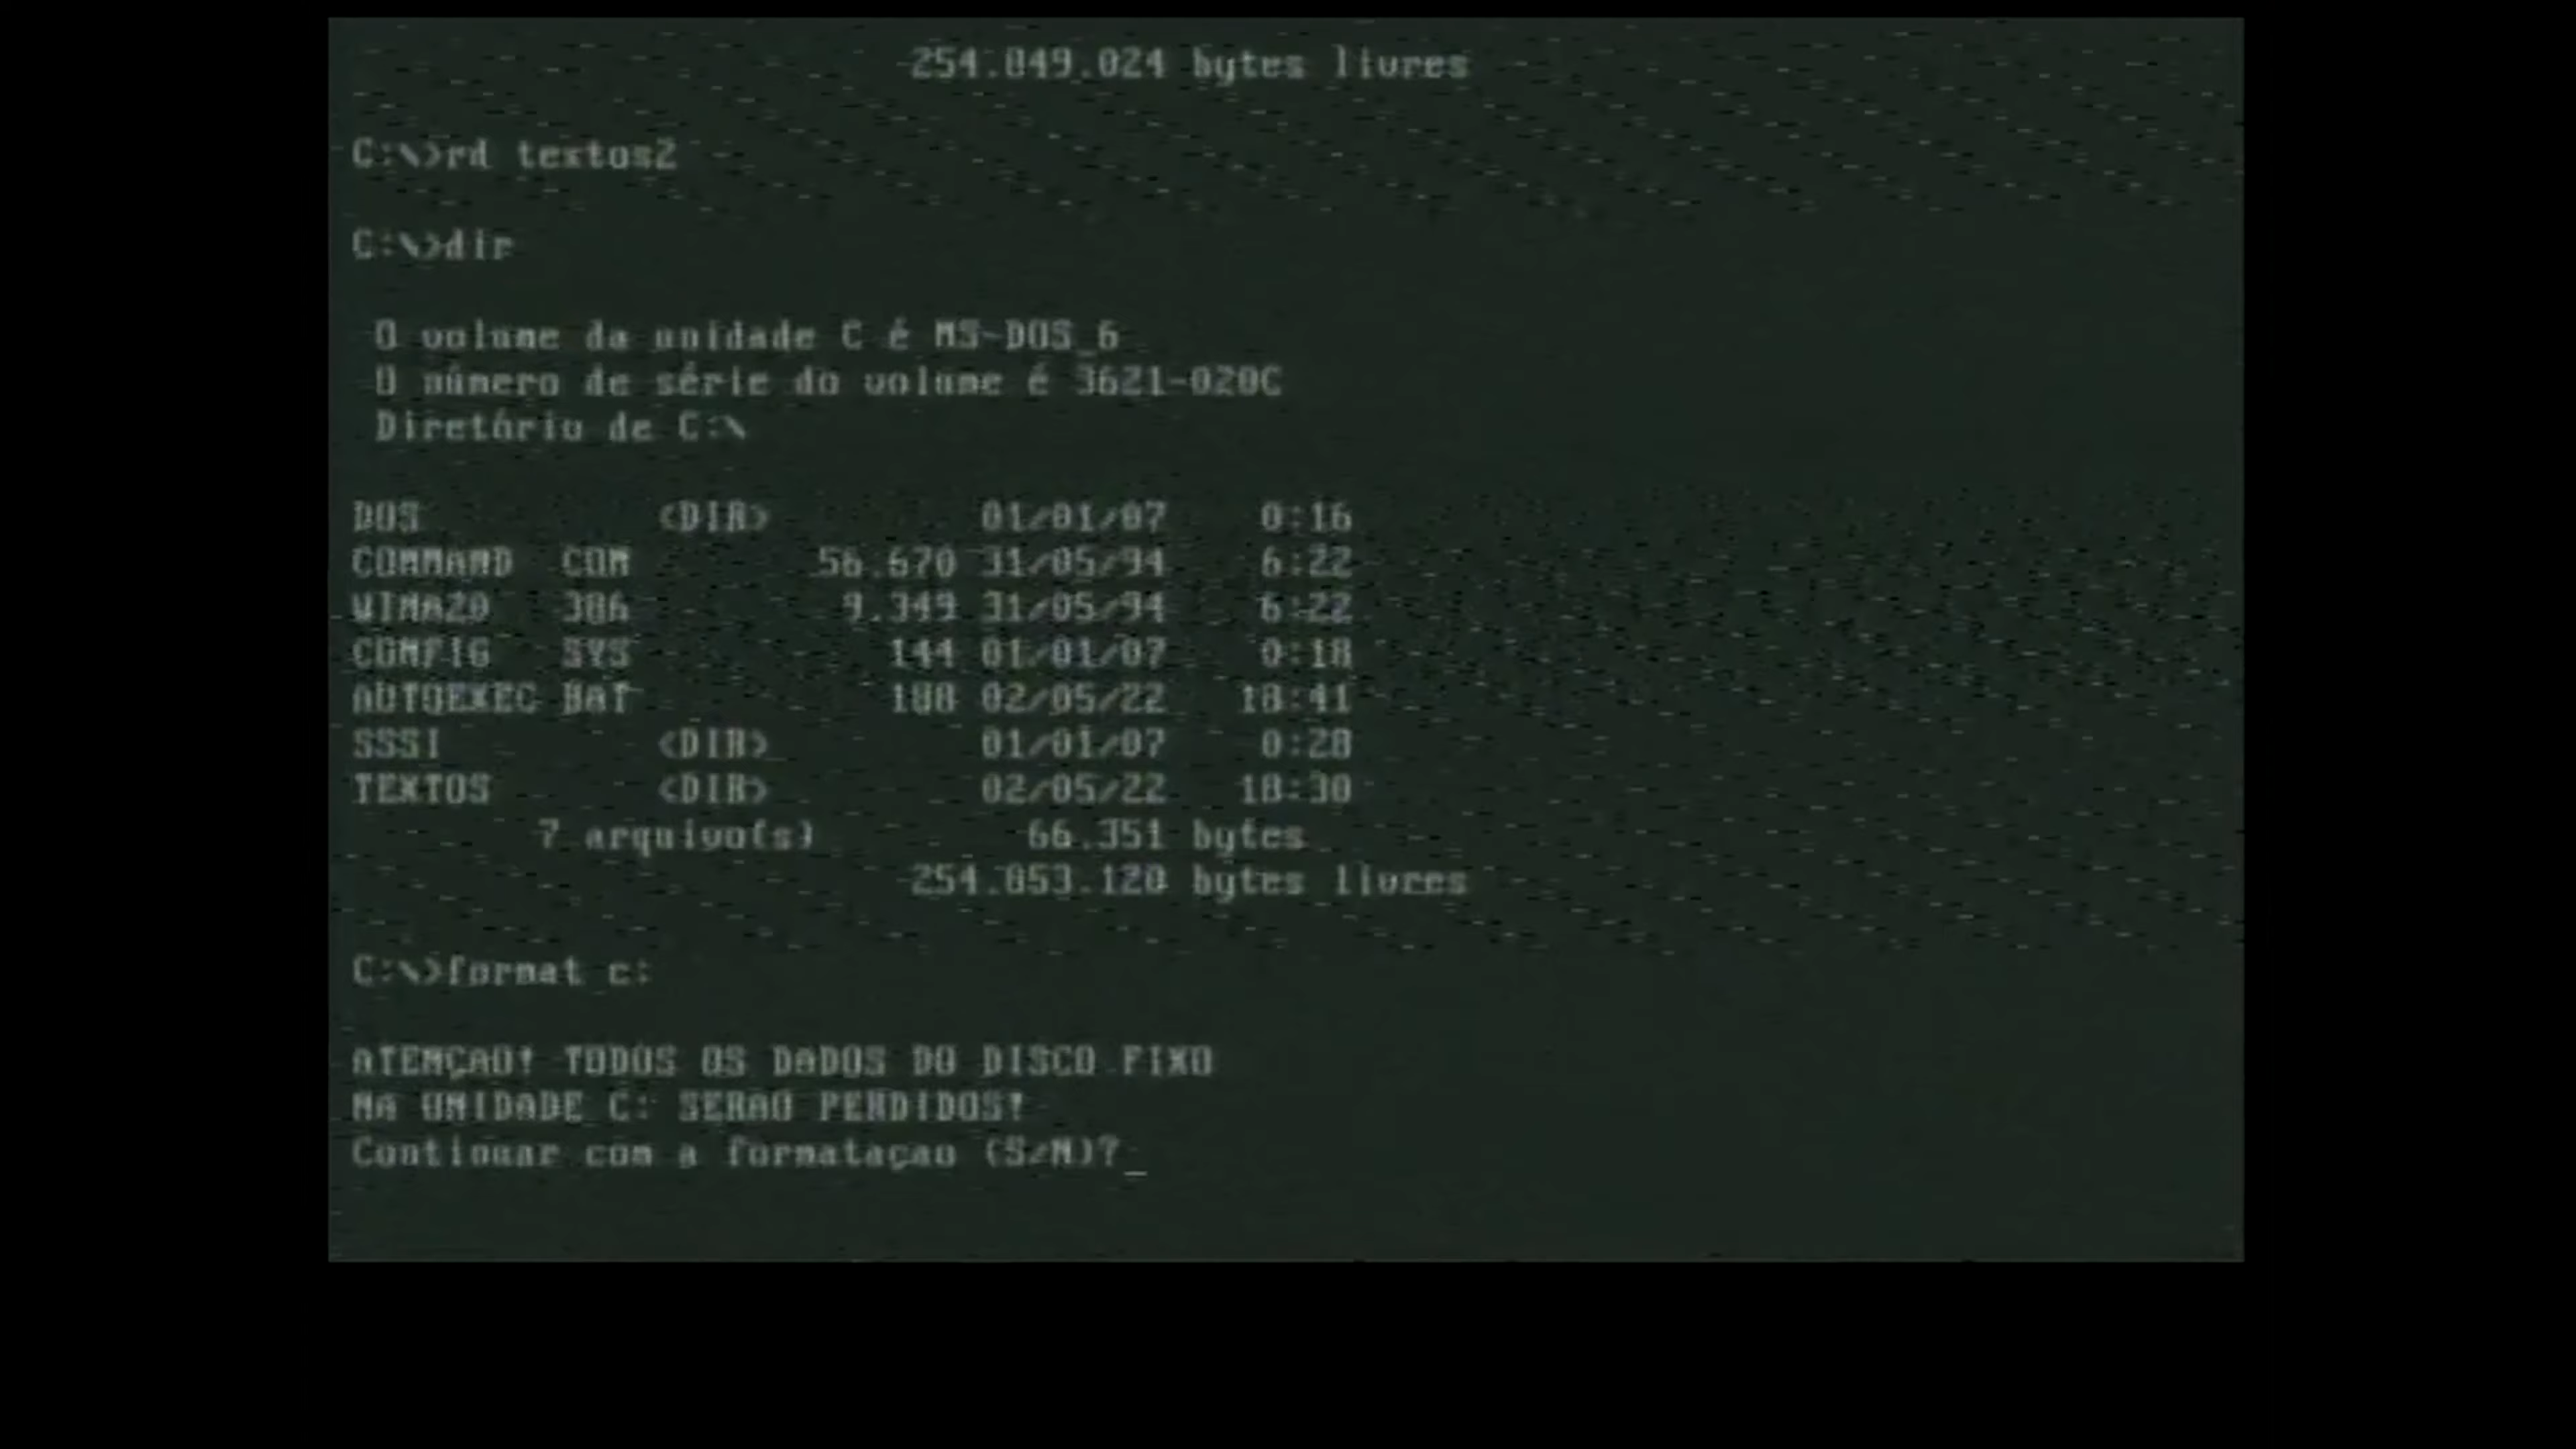 254.049.024 bytes livres
C:\>rd textos2
C:\>dir
O volume da unidade C é MS-DOS_6
O número de série do volume é 3621-020C
Diretório de C:\
DOS <DIR> 01/01/07 0:16
COMMAND COM 56.670 31/05/94 6:22
WINA20 386 9.349 31/05/94 6:22
CONFIG SYS 144 01/01/07 0:18
AUTOEXEC BAT 188 02/05/22 18:41
SSSI <DIR> 01/01/07 0:28
TEXTOS <DIR> 02/05/22 18:30
7 arquivo(s) 66.351 bytes
254.053.120 bytes livres
C:\>format c:
ATENÇAO! TODOS OS DADOS DO DISCO FIXO
NA UNIDADE C: SERAO PERDIDOS!
Continuar com a formataçao (S/N)?_